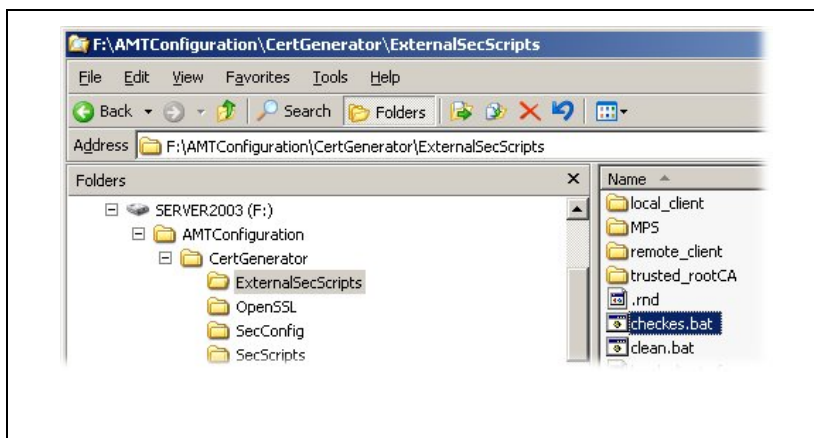 F:\AMTConfiguration\CertGenerator\ExternalSecScripts
File Edit View Favorites Tools Help
Back Search Folders
Address F:\AMTConfiguration\CertGenerator\ExternalSecScripts
Folders
SERVER2003 (F:)
AMTConfiguration
CertGenerator
ExternalSecScripts
OpenSSL
SecConfig
SecScripts
Name
local_client
MPS
remote_client
trusted_rootCA
.rnd
checkes.bat
clean.bat